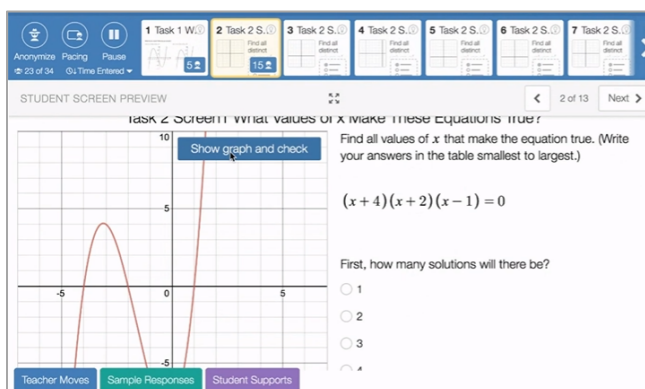 1 Task 1 W...
2 Task 2 S...
3 Task 2 S...
4 Task 2 S...
5 Task 2 S...
6 Task 2 S...
7 Task 2 S...
Find all
distinct
Find all
distinct
Find all
distinct
Find all
distinct
Find all
distinct
Find all
distinct
5
15
Anonymize Pacing Pause
23 of 34 Time Entered
STUDENT SCREEN PREVIEW
2 of 13 Next >
Task 2 Screen 1 What Values of x Make These Equations True?
10
5
-5
0
5
-5
Show graph and check
Find all values of x that make the equation true. (Write
your answers in the table smallest to largest.)
(x+4)(x+2)(x−1)=0
First, how many solutions will there be?
1
2
3
Teacher Moves Sample Responses Student Supports